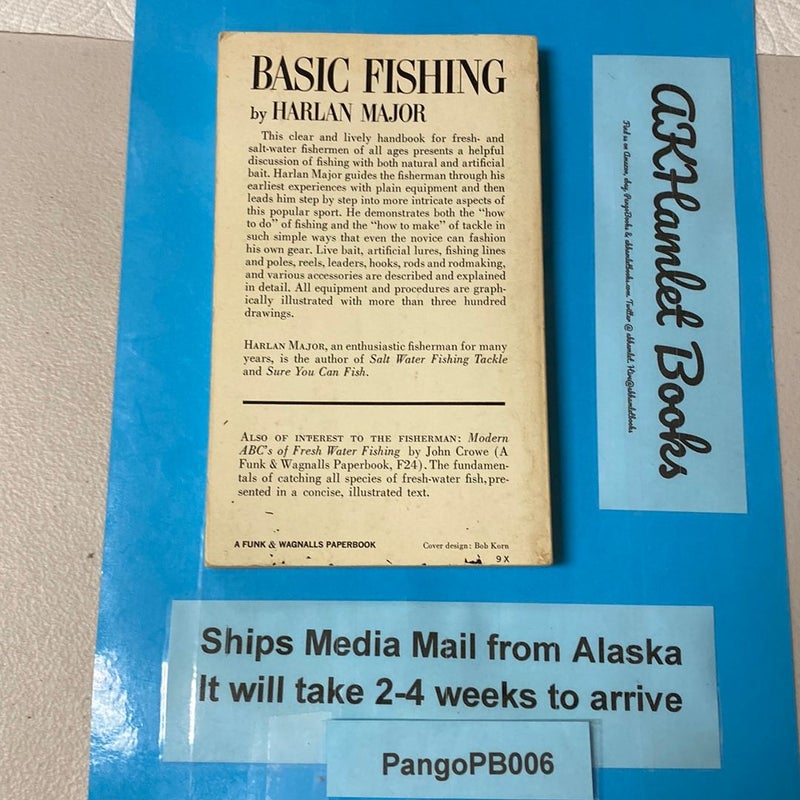 BASIC FISHING
by HARLAN MAJOR
This clear and lively handbook for fresh- and
salt-water fishermen of all ages presents a helpful
discussion of fishing with both natural and artificial
bait. Harlan Major guides the fisherman through his
earliest experiences with plain equipment and then
leads him step by step into more intricate aspects of
this popular sport. He demonstrates both the “how
to do” of fishing and the “how to make” of tackle in
such simple ways that even the novice can fashion
his own gear. Live bait, artificial lures, fishing lines
and poles, reels, leaders, hooks, rods and rodmaking,
and various accessories are described and explained
in detail. All equipment and procedures are graph-
ically illustrated with more than three hundred
drawings.
HARLAN MAJOR, an enthusiastic fisherman for many
years, is the author of Salt Water Fishing Tackle
and Sure You Can Fish.
ALSO OF INTEREST TO THE FISHERMAN: Modern
ABC's of Fresh Water Fishing by John Crowe (A
Funk & Wagnalls Paperbook, F24). The fundamen-
tals of catching all species of fresh-water fish, pre-
sented in a concise, illustrated text.
A FUNK & WAGNALLS PAPERBOOK
Cover design: Bob Korn
9 X
AKHamlet Books
Find us on Amazon, ebay, PangoBooks & akhamletbooks.com. Twitter @ akhamlet.
Ships Media Mail from Alaska
It will take 2-4 weeks to arrive
PangoPB006